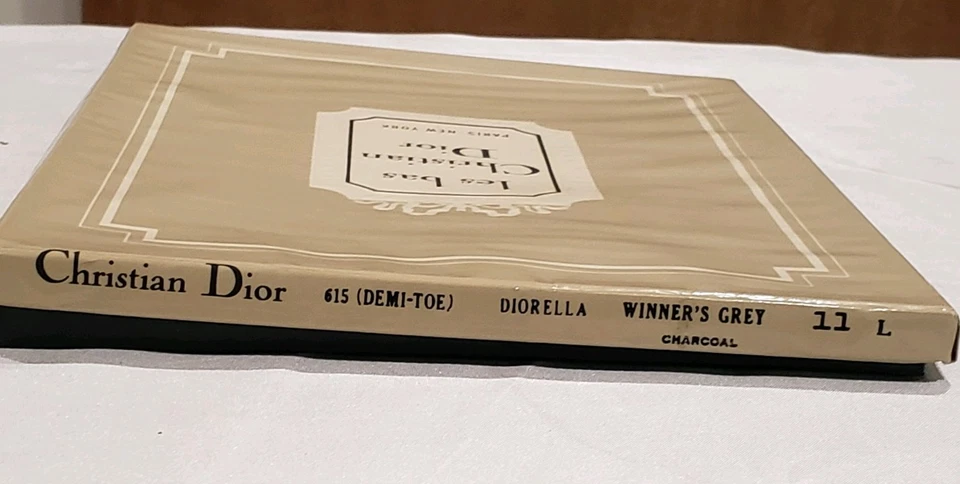 les bas
Christian
Dior
PARIS NEW YORK
Christian Dior 615 (DEMI-TOE) DIORELLA WINNER'S GREY 11 L
CHARCOAL